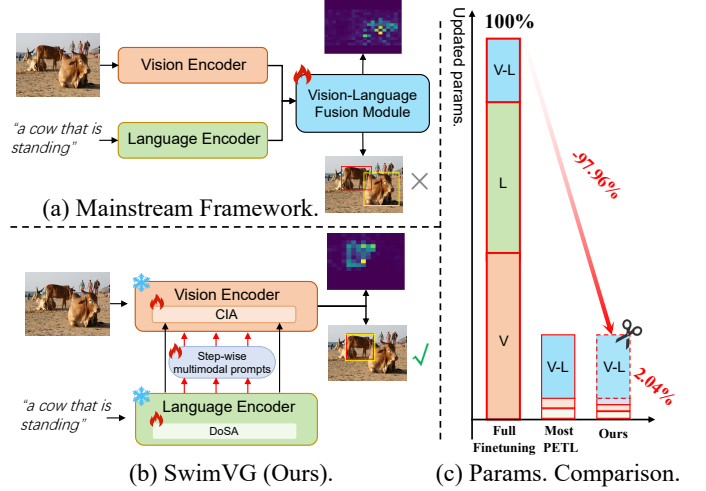 Vision Encoder
"a cow that is
standing"
Language Encoder
Vision-Language
Fusion Module
(a) Mainstream Framework.
Vision Encoder
CIA
Step-wise
multimodal prompts
"a cow that is
standing"
Language Encoder
DoSA
(b) SwimVG (Ours).
Updated params.
100%
V-L
L
V
-97.96%
V-L
V-L
2.04%
Full
Finetuning
Most
PETL
Ours
(c) Params. Comparison.